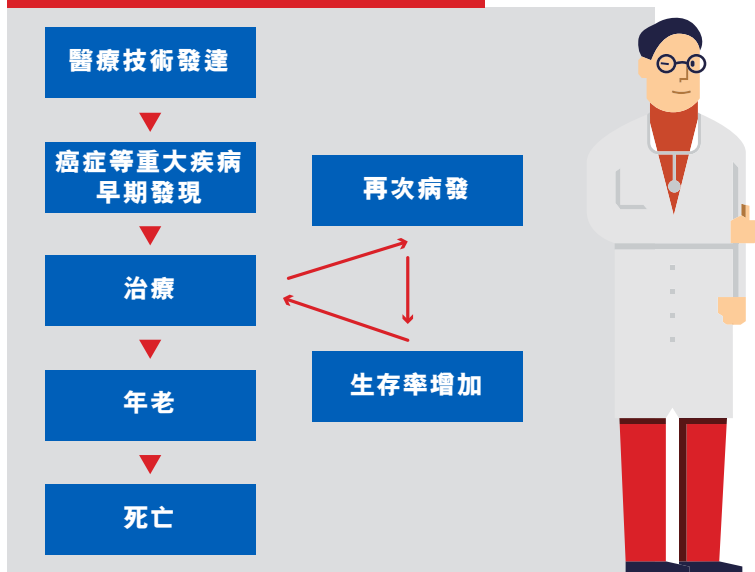 醫療技術發達
癌症等重大疾病
早期發現
再次病發
治療
生存率增加
年老
死亡